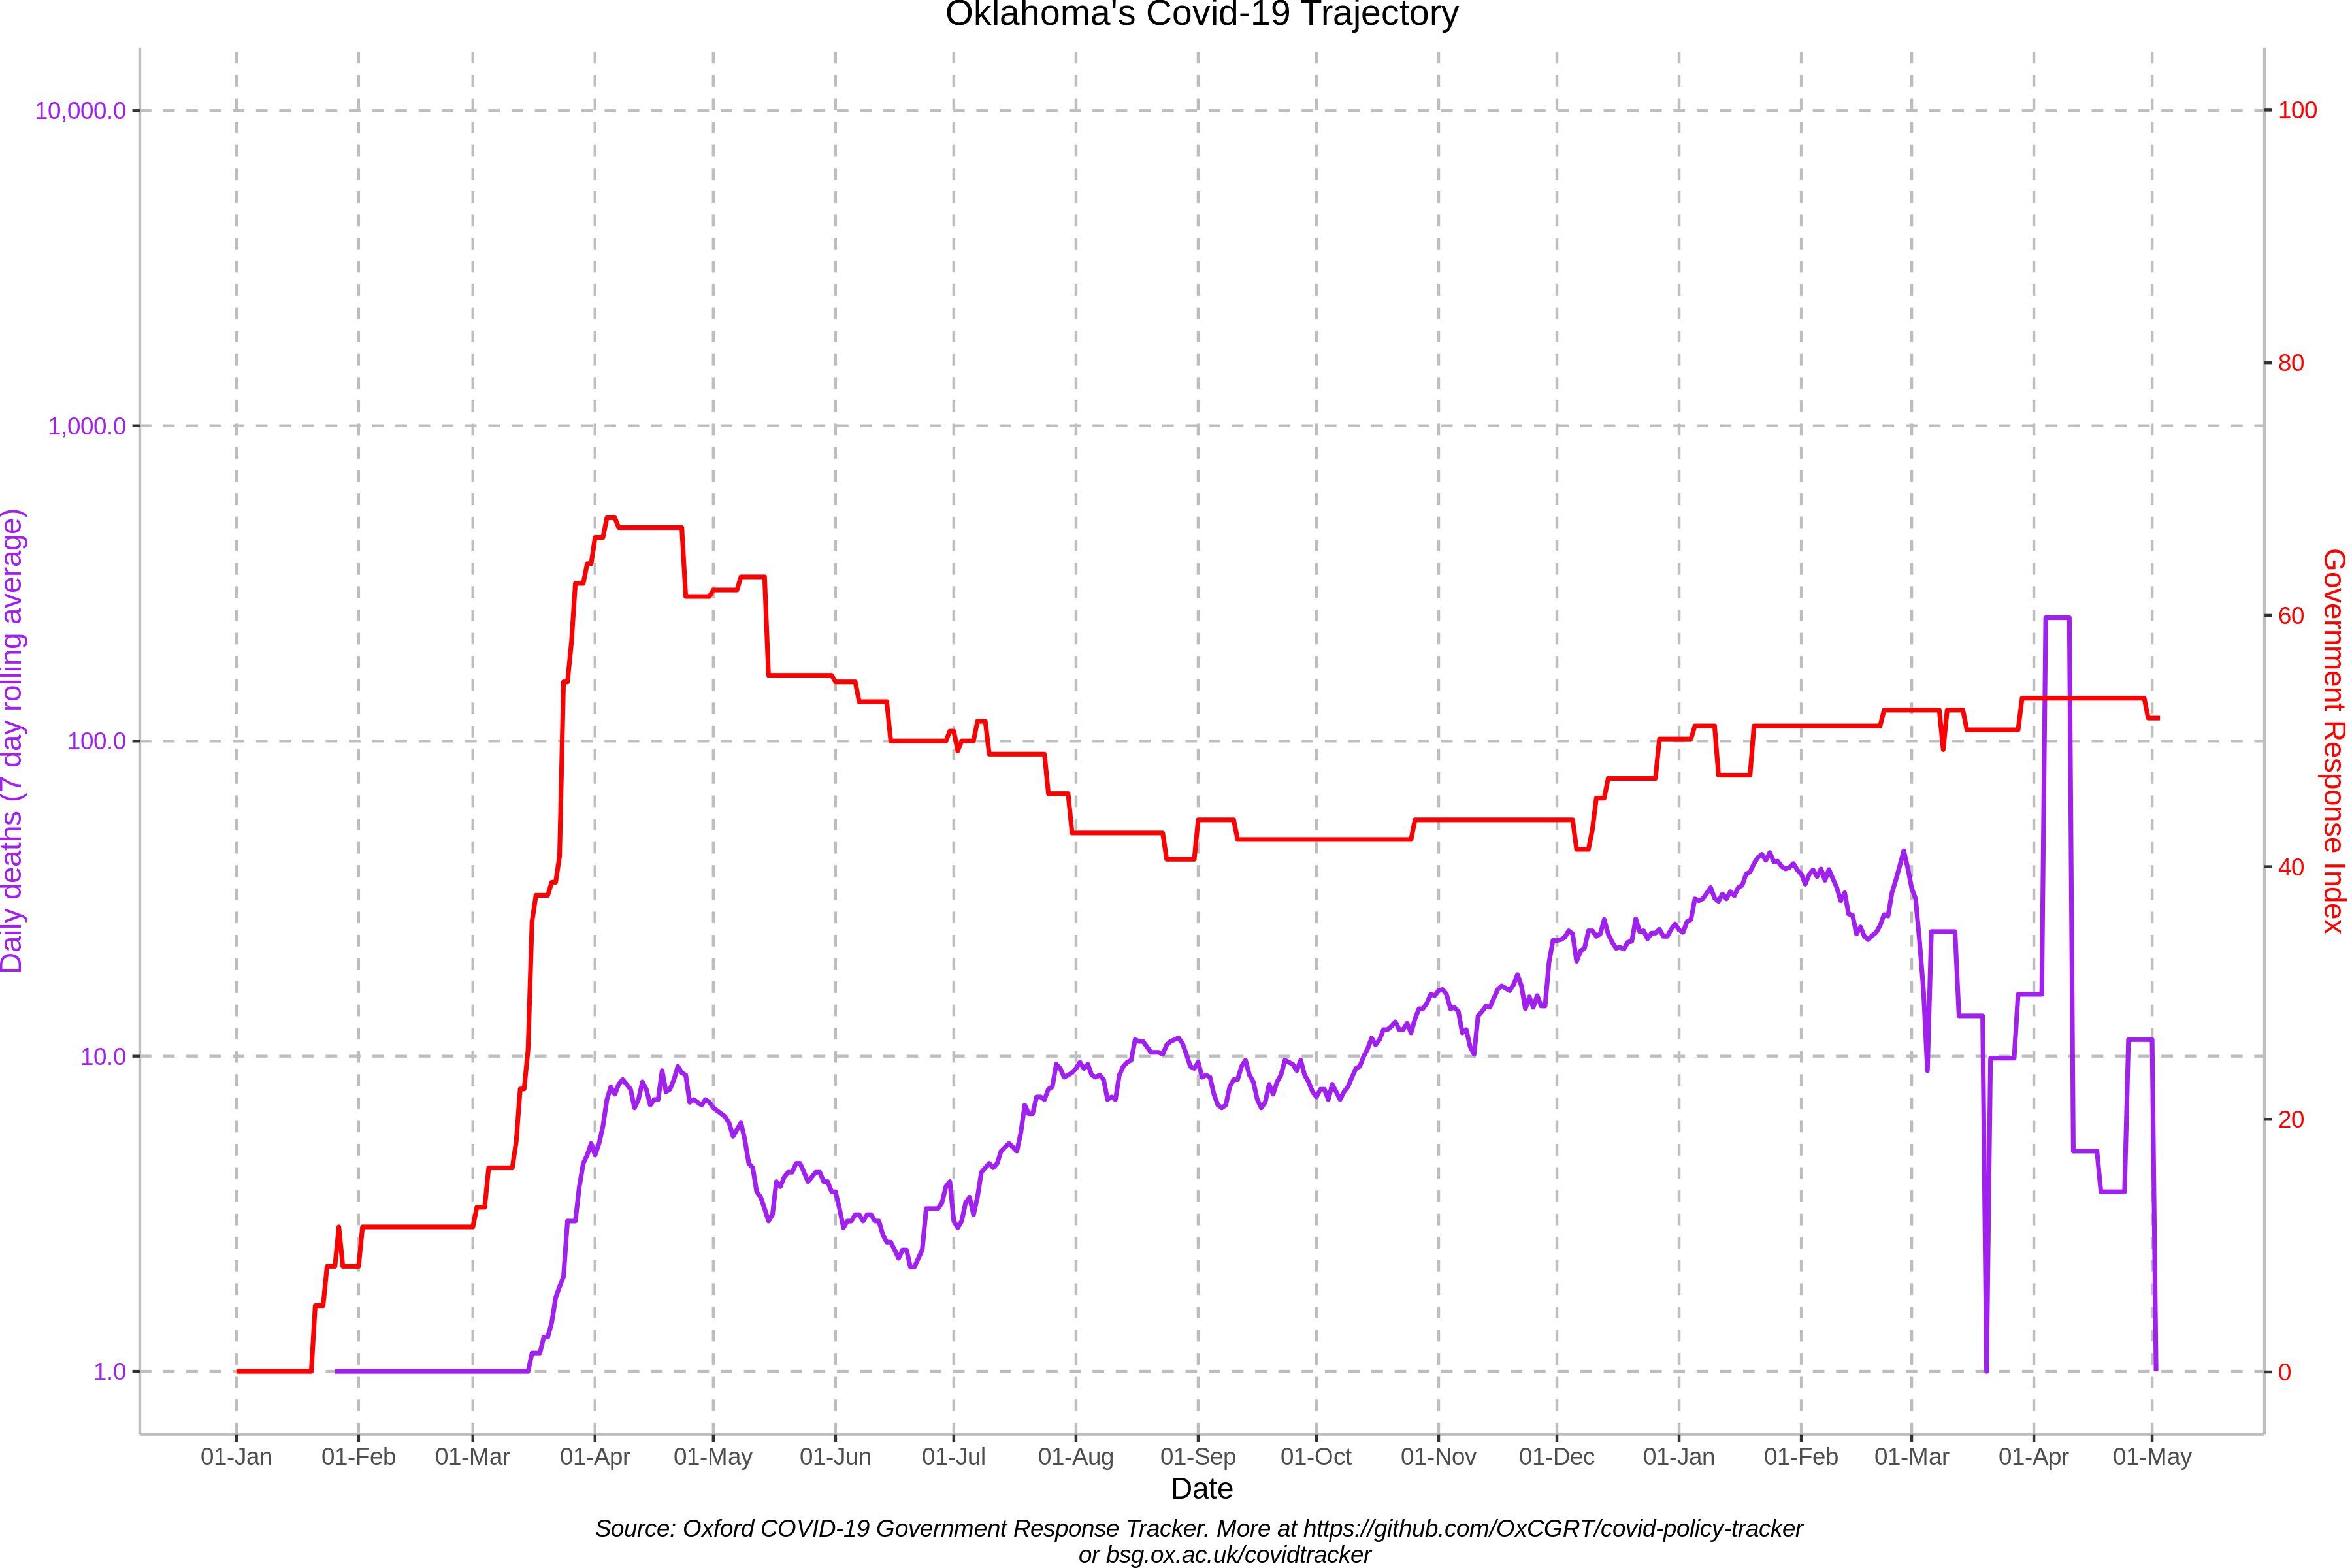 Oklahoma's Covid-19 Trajectory
10,000.0
1,000.0
100.0
10.0
1.0
Daily deaths (7 day rolling average)
100
80
60
40
20
0
Government Response Index
01-Jan 01-Feb 01-Mar 01-Apr 01-May 01-Jun 01-Jul 01-Aug 01-Sep 01-Oct 01-Nov 01-Dec 01-Jan 01-Feb 01-Mar 01-Apr 01-May
Date
Source: Oxford COVID-19 Government Response Tracker. More at https://github.com/OxCGRT/covid-policy-tracker
or bsg.ox.ac.uk/covidtracker